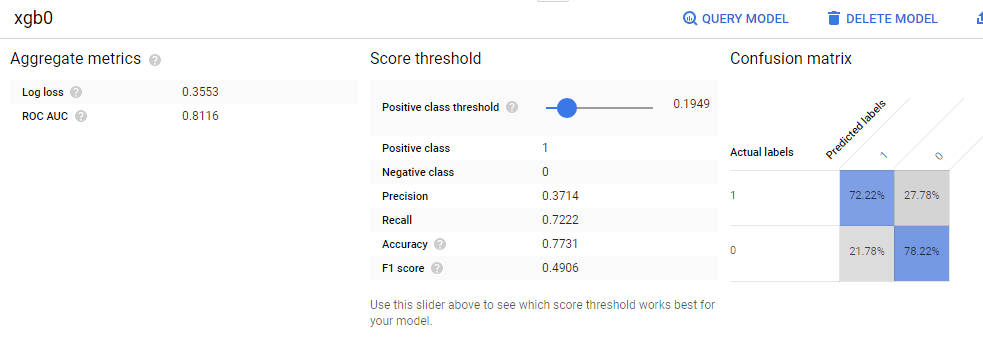 xgb0
QUERY MODEL
DELETE MODEL
Aggregate metrics
Log loss 0.3553
ROC AUC 0.8116
Score threshold
Positive class threshold 0.1949
Positive class 1
Negative class 0
Precision 0.3714
Recall 0.7222
Accuracy 0.7731
F1 score 0.4906
Use this slider above to see which score threshold works best for
your model.
Confusion matrix
Predicted labels
Actual labels 1 0
1 72.22% 27.78%
0 21.78% 78.22%